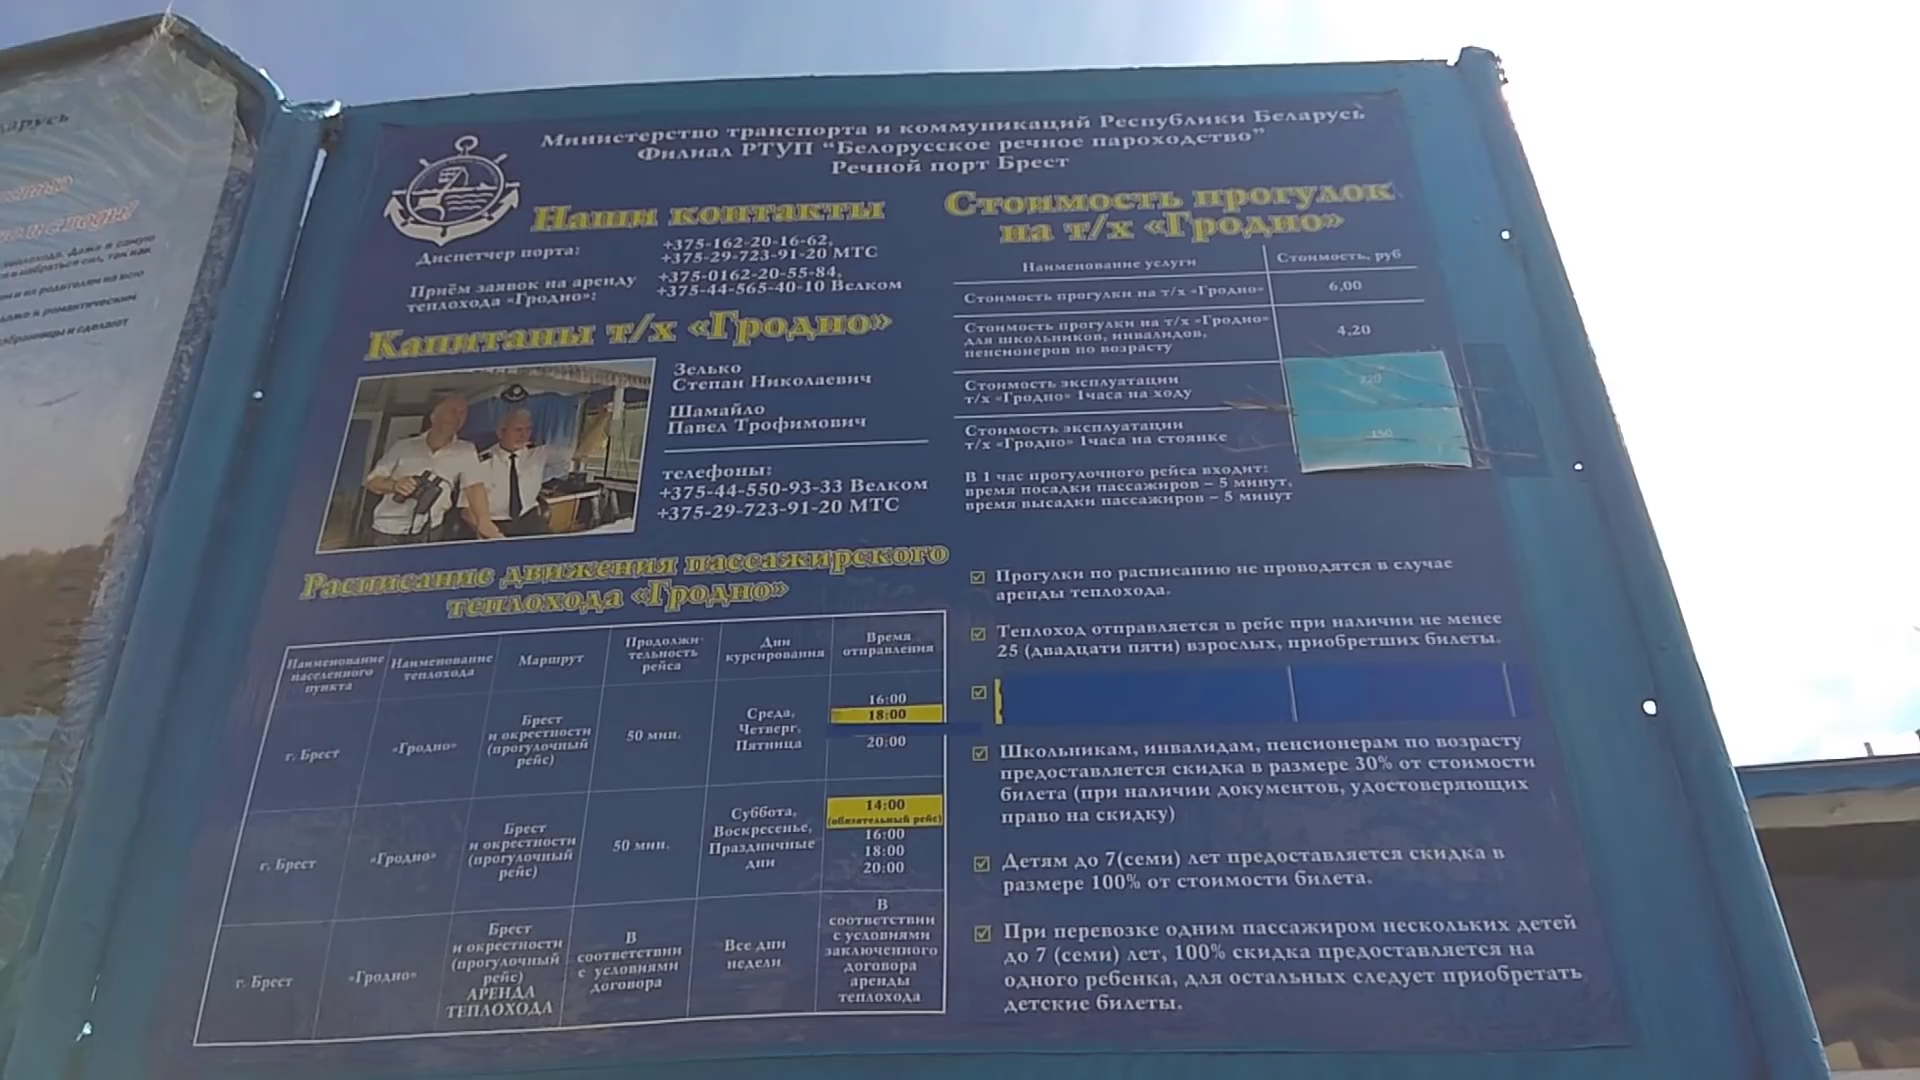 Министерство транспорта и коммуникаций Республики Беларусь
Филиал РТУП “Белорусское речное пароходство”
Речной порт Брест
Наши контакты
Диспетчер порта:
+375-162-20-16-62,
+375-29-723-91-20 МТС
Приём заявок на аренду
теплохода «Гродно»:
+375-0162-20-55-84,
+375-44-565-40-10 Велком
Капитаны т/х «Гродно»
Зелько
Степан Николаевич
Шамайло
Павел Трофимович
телефоны:
+375-44-550-93-33 Велком
+375-29-723-91-20 МТС
Расписание движения пассажирского
теплохода «Гродно»
Наименование
населенного
пункта
Наименование
теплохода
Маршрут
Продолжи-
тельность
рейса
Дни
курсирования
Время
отправления
г. Брест
«Гродно»
Брест
и окрестности
(прогулочный
рейс)
50 мин.
Среда,
Четверг,
Пятница
16:00
18:00
20:00
г. Брест
«Гродно»
Брест
и окрестности
(прогулочный
рейс)
50 мин.
Суббота,
Воскресенье,
Праздничные
дни
14:00
(обязательный рейс)
16:00
18:00
20:00
г. Брест
«Гродно»
Брест
и окрестности
(прогулочный
рейс)
АРЕНДА
ТЕПЛОХОДА
В
соответствии
с условиями
договора
Все дни
недели
В
соответствии
с условиями
заключенного
договора
аренды
теплохода
Стоимость прогулок
на т/х «Гродно»
Наименование услуги
Стоимость, руб
Стоимость прогулки на т/х «Гродно»
6,00
Стоимость прогулки на т/х «Гродно»
для школьников, инвалидов,
пенсионеров по возрасту
4,20
Стоимость эксплуатации
т/х «Гродно» 1часа на ходу
Стоимость эксплуатации
т/х «Гродно» 1часа на стоянке
150
В 1 час прогулочного рейса входит:
время посадки пассажиров – 5 минут,
время высадки пассажиров – 5 минут
Прогулки по расписанию не проводятся в случае
аренды теплохода.
Теплоход отправляется в рейс при наличии не менее
25 (двадцати пяти) взрослых, приобретших билеты.
Школьникам, инвалидам, пенсионерам по возрасту
предоставляется скидка в размере 30% от стоимости
билета (при наличии документов, удостоверяющих
право на скидку)
Детям до 7(семи) лет предоставляется скидка в
размере 100% от стоимости билета.
При перевозке одним пассажиром нескольких детей
до 7 (семи) лет, 100% скидка предоставляется на
одного ребенка, для остальных следует приобретать
детские билеты.